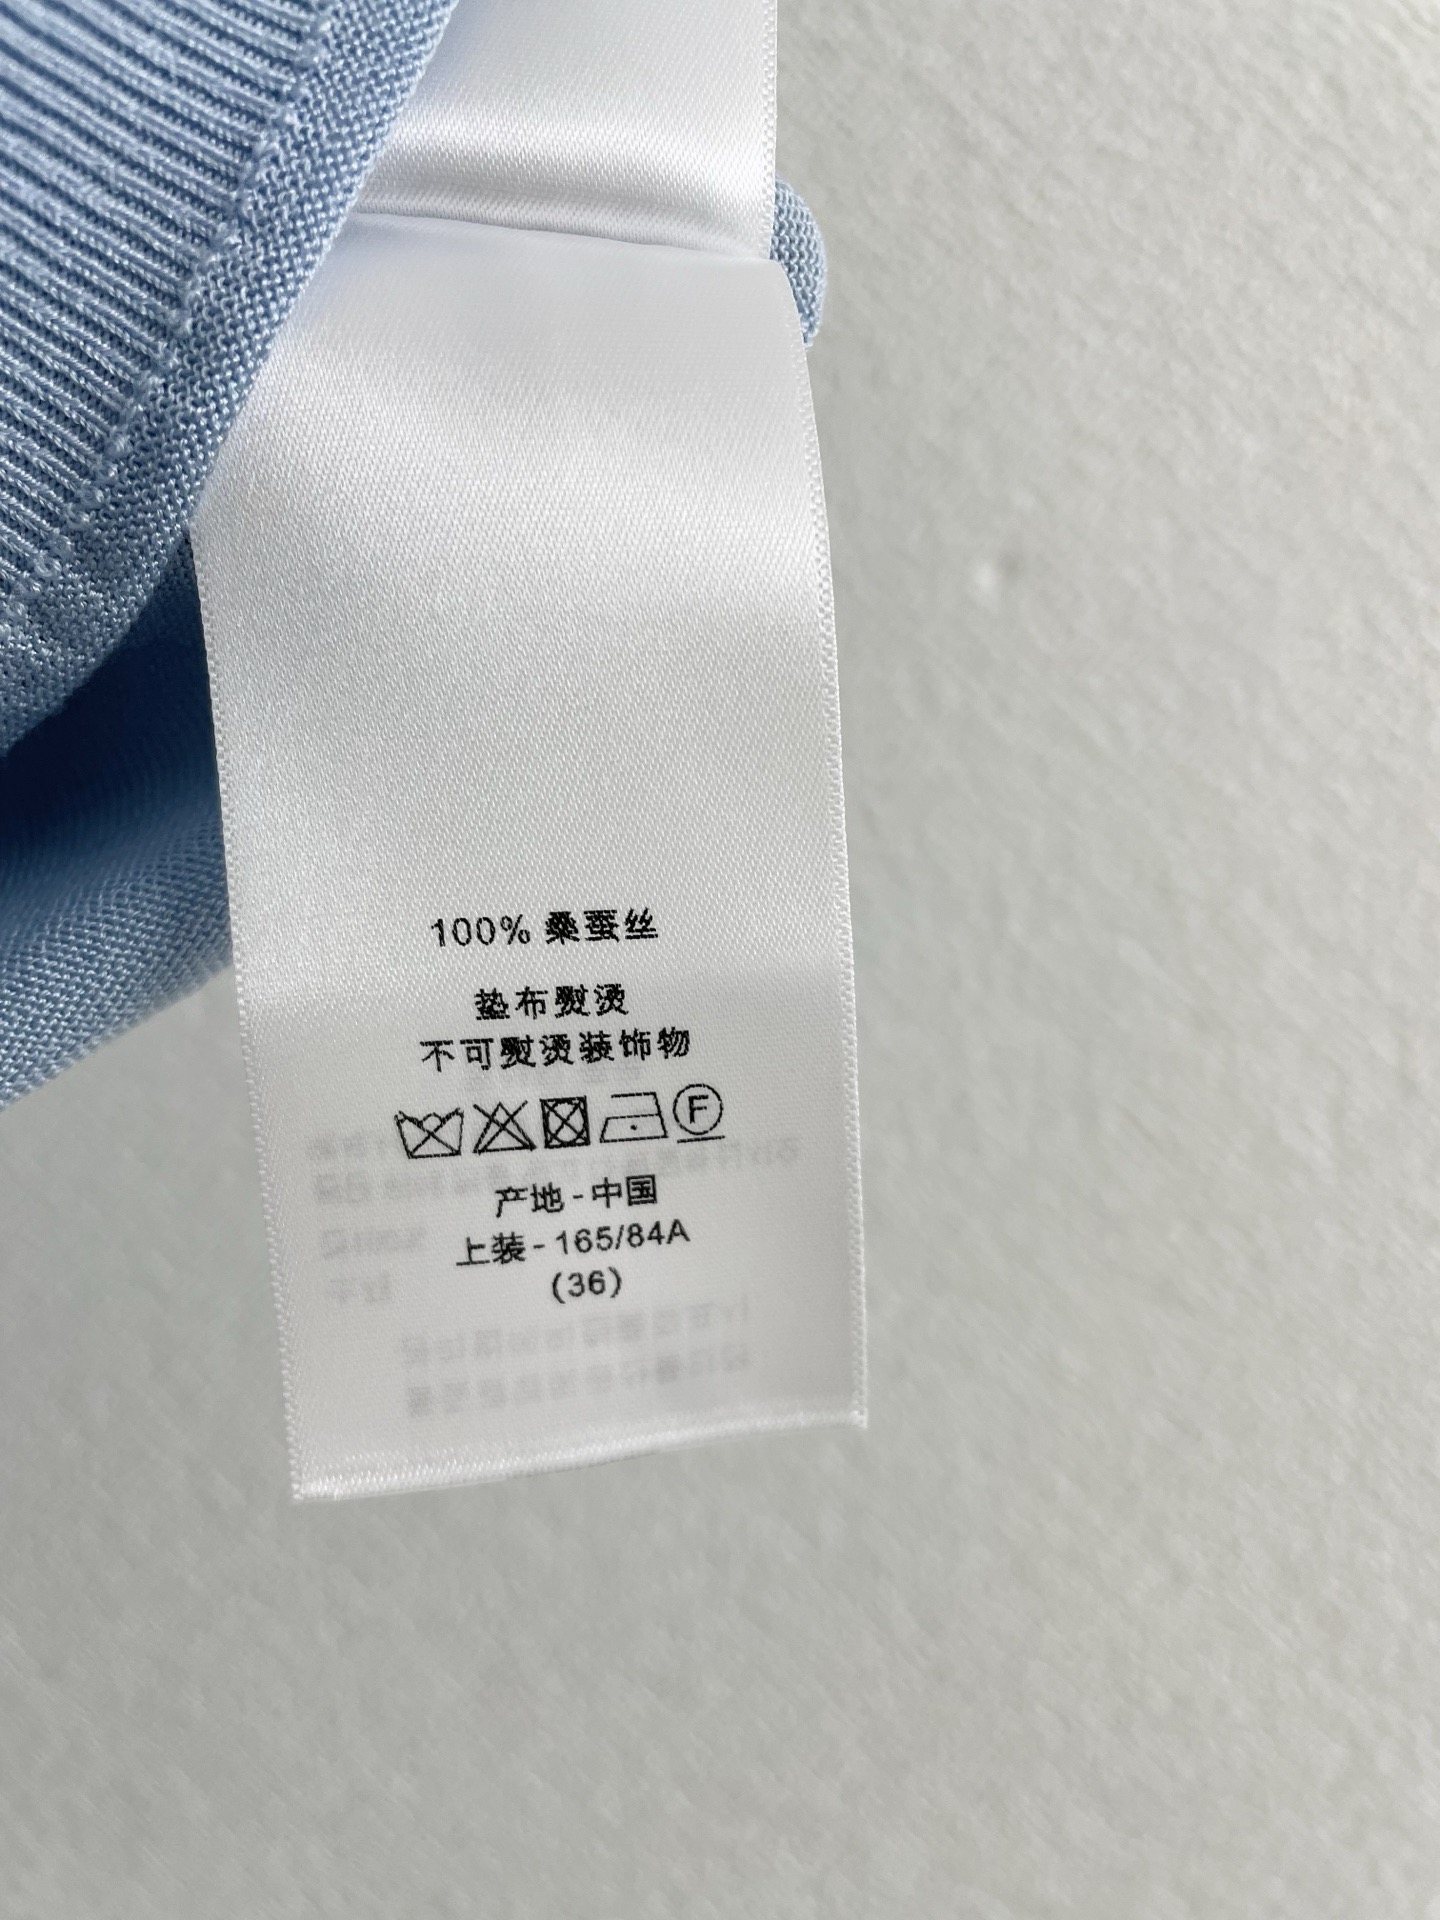 100% 桑蚕丝
垫布熨烫
不可熨烫装饰物
F
产地 - 中国
上装 - 165/84A
(36)